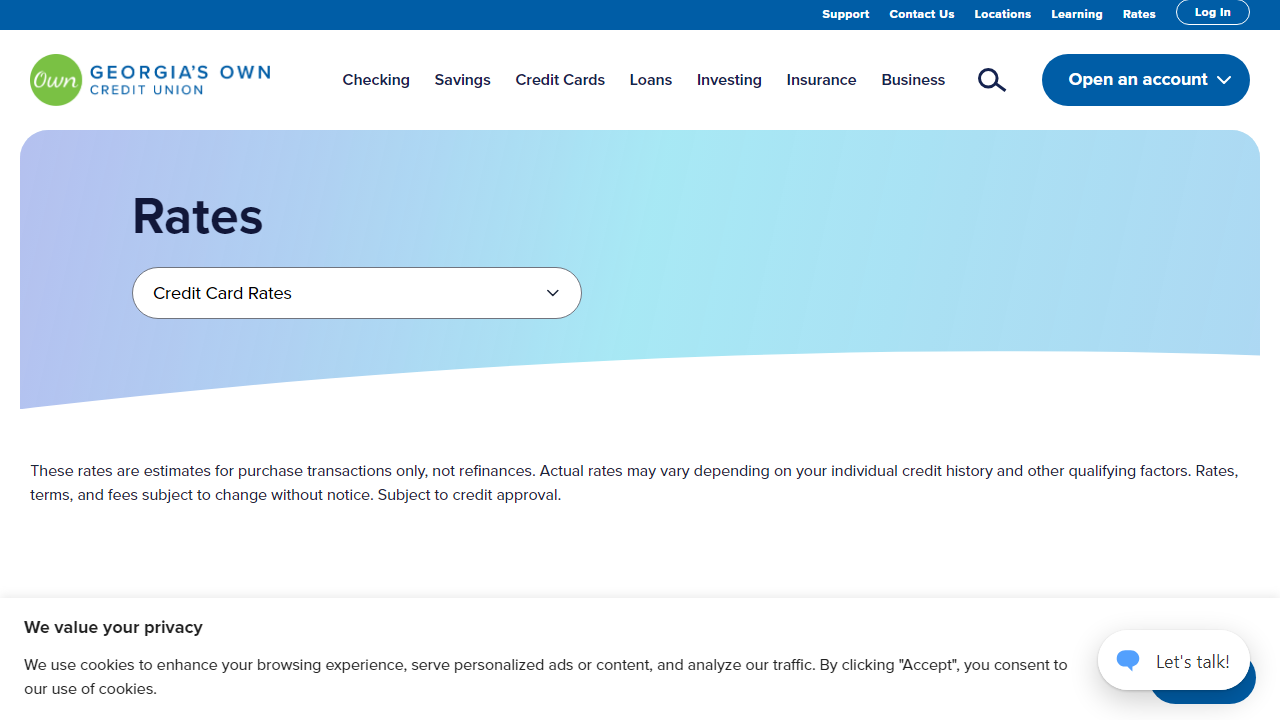 Support Contact Us Locations Learning Rates Log In
Own GEORGIA'S OWN
CREDIT UNION
Checking Savings Credit Cards Loans Investing Insurance Business Open an account
Rates
Credit Card Rates
These rates are estimates for purchase transactions only, not refinances. Actual rates may vary depending on your individual credit history and other qualifying factors. Rates,
terms, and fees subject to change without notice. Subject to credit approval.
We value your privacy
We use cookies to enhance your browsing experience, serve personalized ads or content, and analyze our traffic. By clicking "Accept", you consent to
our use of cookies.
Let's talk!